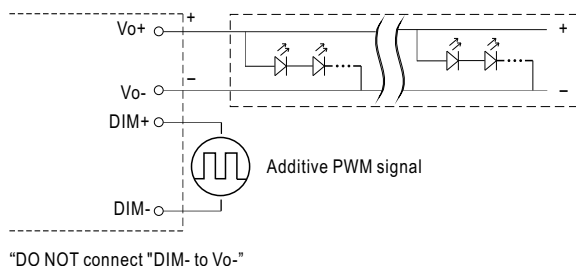 Vo+
+
+
–
–
Vo-
DIM+
Additive PWM signal
DIM-
“DO NOT connect "DIM- to Vo-”